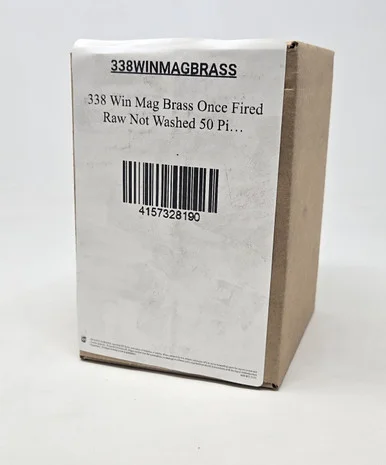 338WINMAGBRASS
338 Win Mag Brass Once Fired
Raw Not Washed 50 Pi...
4157328190